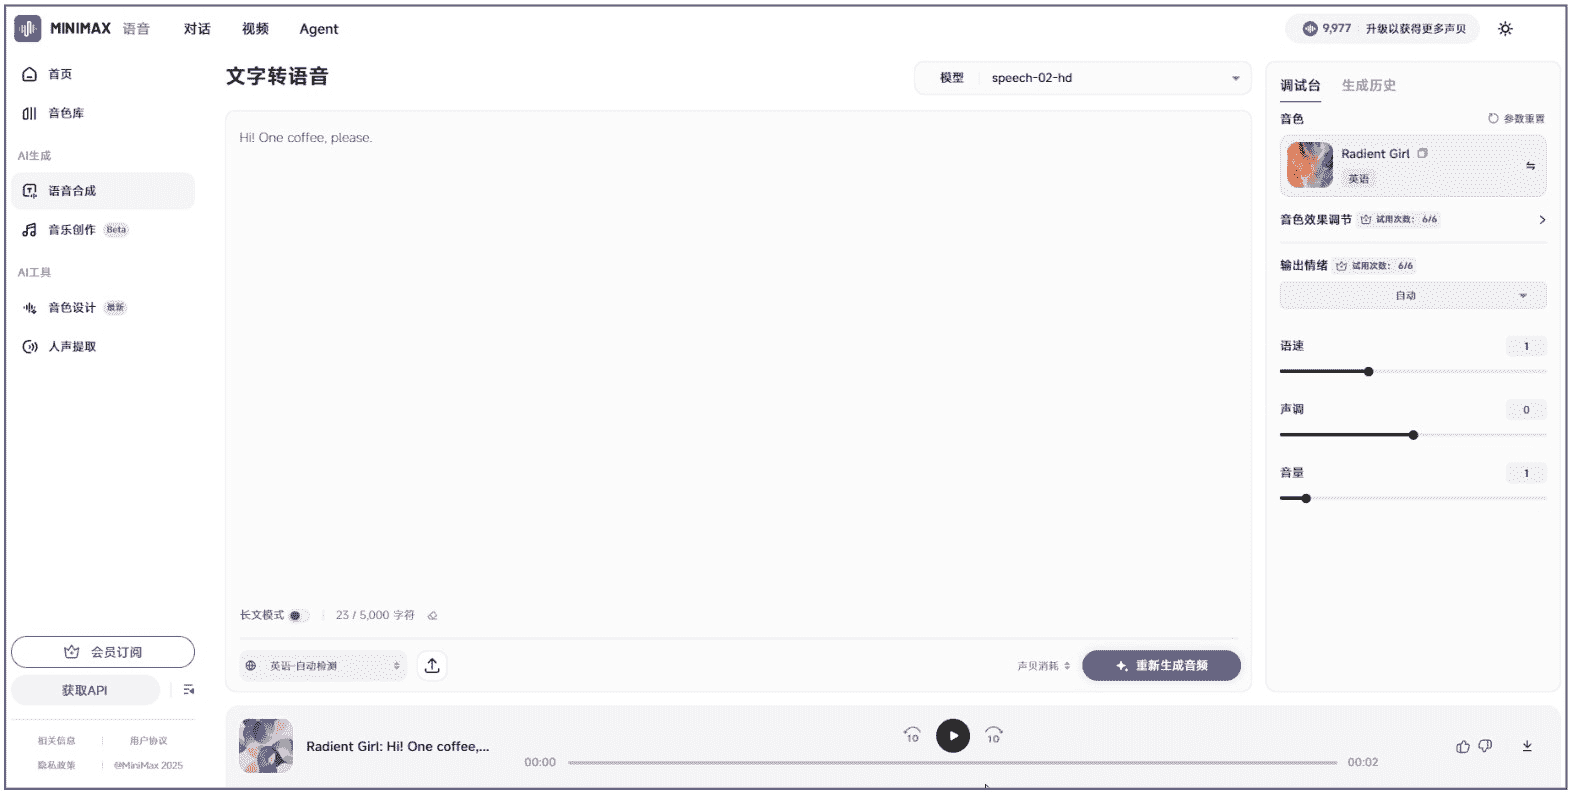 MINIMAX 语音 对话 视频 Agent 9,977 升级以获得更多声贝
首页
音色库
AI生成
语音合成
音乐创作 Beta
AI工具
音色设计 最新
人声提取
会员订阅
获取API
相关信息 用户协议
隐私政策 @MiniMax 2025
文字转语音 模型 speech-02-hd
Hi! One coffee, please.
长文模式 23 / 5,000 字符
英语-自动检测 声贝消耗 重新生成音频
调试台 生成历史
音色 参数重置
Radient Girl
英语
音色效果调节 试用次数: 6/6
输出情绪 试用次数: 6/6
自动
语速 1
声调 0
音量 1
Radient Girl: Hi! One coffee,...
10 10
00:00 00:02